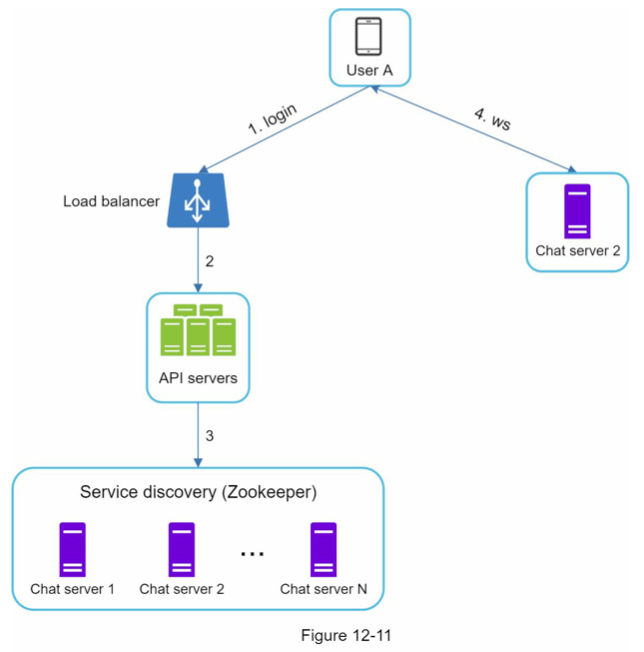 User A
1. login
4. ws
Load balancer
Chat server 2
2
API servers
3
Service discovery (Zookeeper)
...
Chat server 1
Chat server 2
Chat server N
Figure 12-11